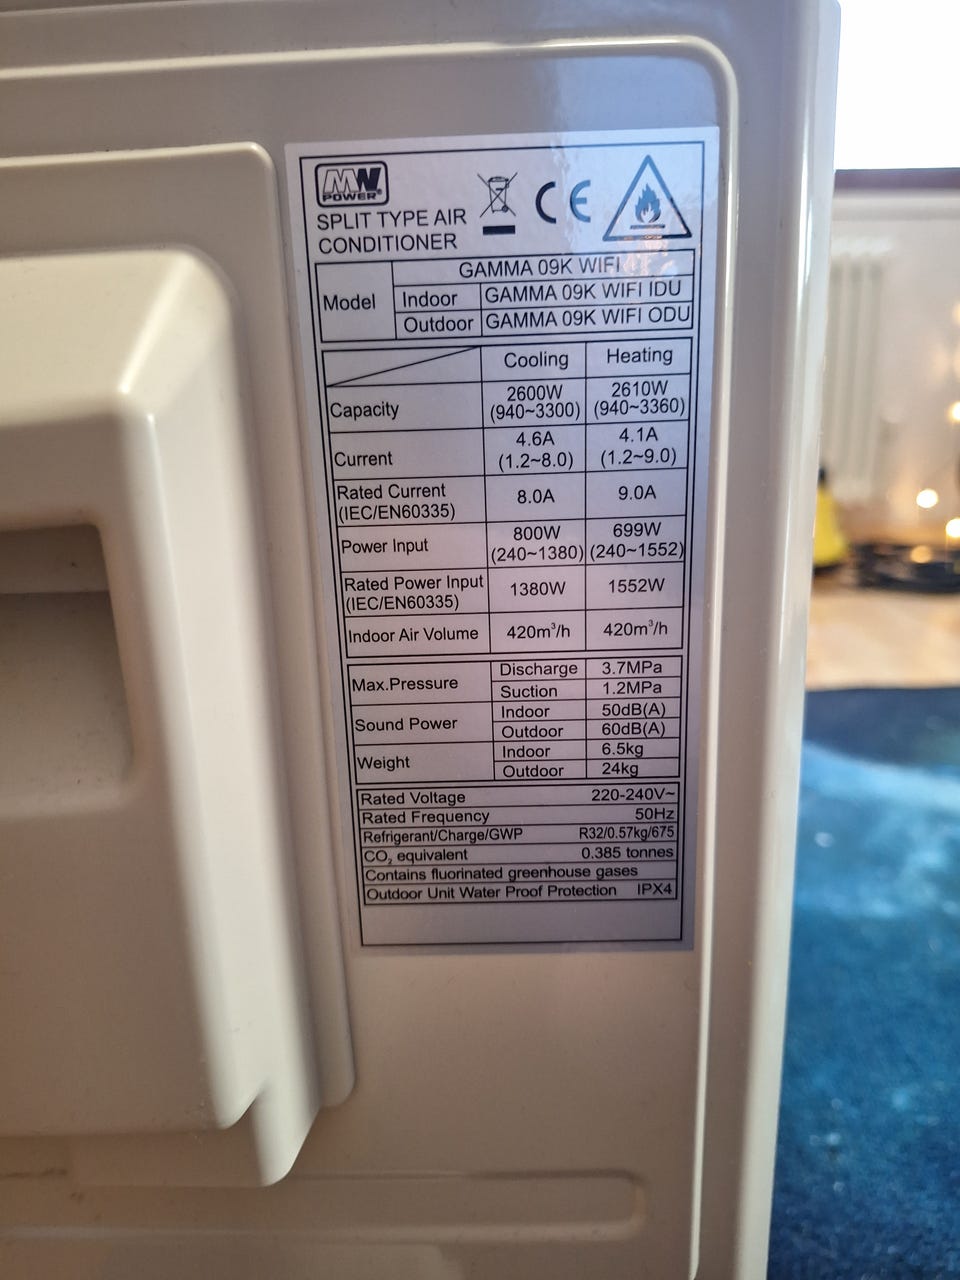 MW
POWER®
SPLIT TYPE AIR
CONDITIONER
CE
Model
GAMMA 09K WIFI
Indoor GAMMA 09K WIFI IDU
Outdoor GAMMA 09K WIFI ODU
Cooling Heating
Capacity 2600W (940~3300) 2610W (940~3360)
Current 4.6A (1.2~8.0) 4.1A (1.2~9.0)
Rated Current (IEC/EN60335) 8.0A 9.0A
Power Input 800W (240~1380) 699W (240~1552)
Rated Power Input (IEC/EN60335) 1380W 1552W
Indoor Air Volume 420m³/h 420m³/h
Max.Pressure Discharge 3.7MPa
Suction 1.2MPa
Sound Power Indoor 50dB(A)
Outdoor 60dB(A)
Weight Indoor 6.5kg
Outdoor 24kg
Rated Voltage 220-240V~
Rated Frequency 50Hz
Refrigerant/Charge/GWP R32/0.57kg/675
CO₂ equivalent 0.385 tonnes
Contains fluorinated greenhouse gases
Outdoor Unit Water Proof Protection IPX4